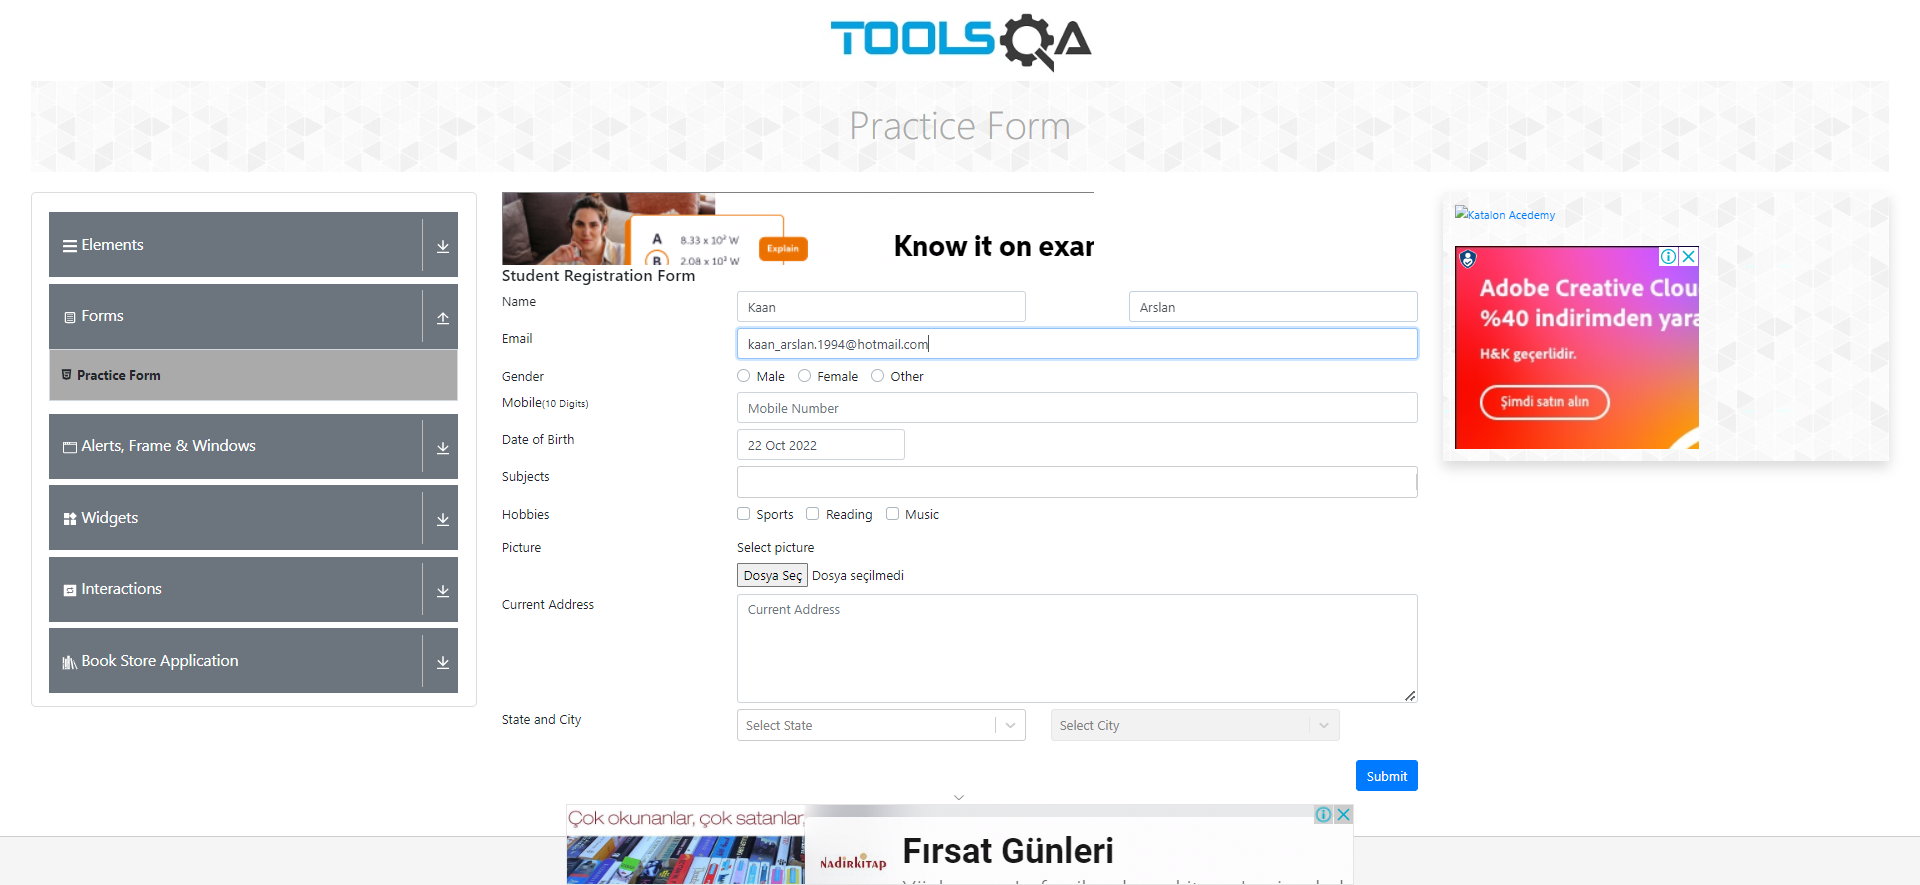 TOOLSQA
Practice Form
Elements
Forms
Practice Form
Alerts, Frame & Windows
Widgets
Interactions
Book Store Application
A 8.33 x 10² W
B 2.08 x 10³ W
Explain
Know it on exar
Student Registration Form
Name Kaan Arslan
Email kaan_arslan.1994@hotmail.com
Gender Male Female Other
Mobile(10 Digits) Mobile Number
Date of Birth 22 Oct 2022
Subjects
Hobbies Sports Reading Music
Picture Select picture
Dosya Seç Dosya seçilmedi
Current Address Current Address
State and City Select State Select City
Submit
Katalon Acedemy
Adobe Creative Clou
%40 indirimden yara
H&K geçerlidir.
Şimdi satın alın
Çok okunanlar, çok satanlar,
NADİRKİTAP
Fırsat Günleri